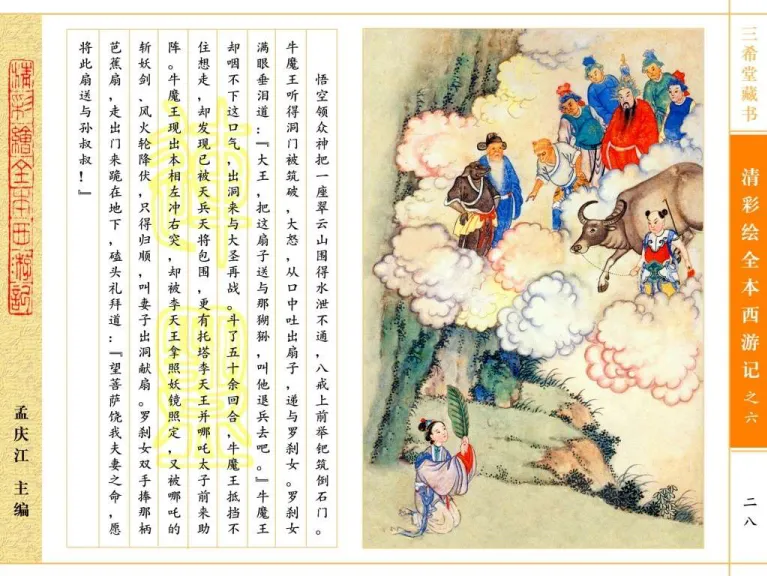 三希堂藏书
清彩绘全本西游记之六
二八
悟空领众神把一座翠云山围得水泄不通，八戒上前举钯筑倒石门。
牛魔王听得洞门被筑破，大怒，从口中吐出扇子，递与罗刹女。罗刹女
满眼垂泪道：『大王，把这扇子送与那猢狲，叫他退兵去吧。』牛魔王
却咽不下这口气，出洞来与大圣再战。斗了五十余回合，牛魔王抵挡不
住想走，却发现已被天兵天将包围，更有托塔李天王并哪吒太子前来助
阵。牛魔王现出本相左冲右突，却被李天王拿照妖镜照定，又被哪吒的
斩妖剑、风火轮降伏，只得归顺，叫妻子出洞献扇。罗刹女双手捧那柄
芭蕉扇，走出门来跪在地下，磕头礼拜道：『望菩萨饶我夫妻之命，愿
将此扇送与孙叔叔！』
清彩绘全本西游记
孟庆江 主编